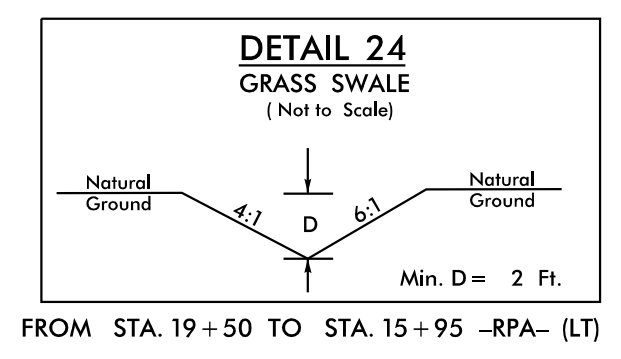 DETAIL 24
GRASS SWALE
( Not to Scale)
Natural
Ground
4:1
D
6:1
Natural
Ground
Min. D = 2 Ft.
FROM STA. 19+50 TO STA. 15+95 –RPA– (LT)